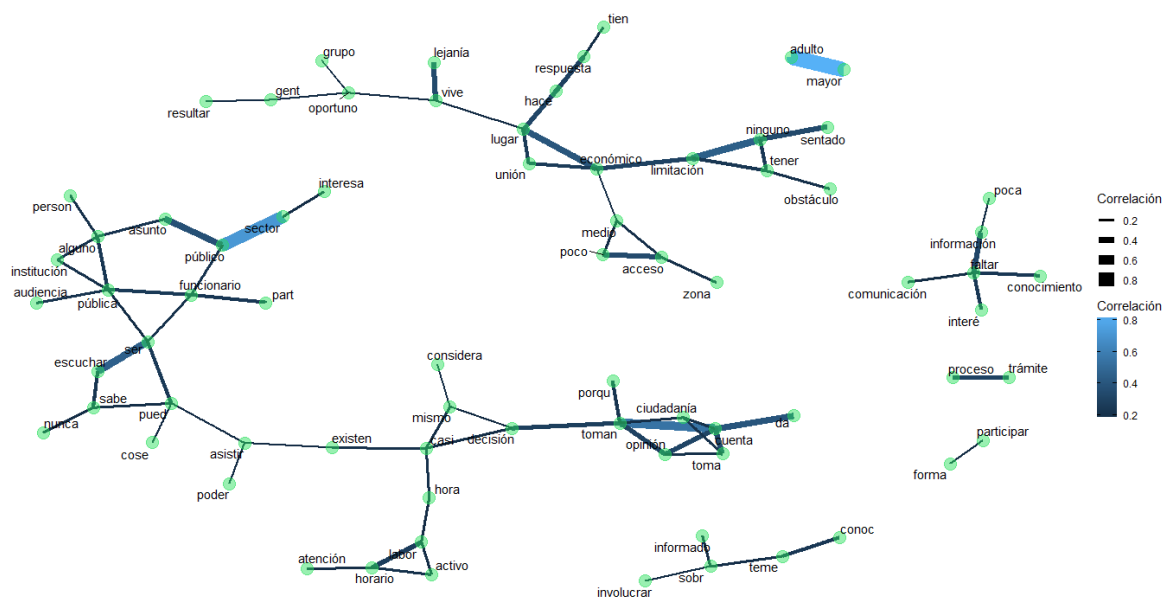 tien
grupo
lejanía
adulto
respuesta
mayor
gent
vive
resultar
oportuno
hace
lugar
ninguno
sentado
económico
tener
unión
limitación
interesa
obstáculo
poca
person
sector
asunto
medio
información
alguno
público
poco
acceso
faltar
institución
funcionario
comunicación
conocimiento
audiencia
pública
part
zona
interé
ser
escuchar
considera
proceso
trámite
sabe
porqu
ciudadanía
pued
mismo
da
nunca
existen
casi
decisión
toman
opinión
cuenta
participar
cose
asistir
toma
forma
poder
hora
labor
informado
conoc
atención
horario
activo
sobr
teme
involucrar
Correlación
0.2
0.4
0.6
0.8
Correlación
0.8
0.6
0.4
0.2